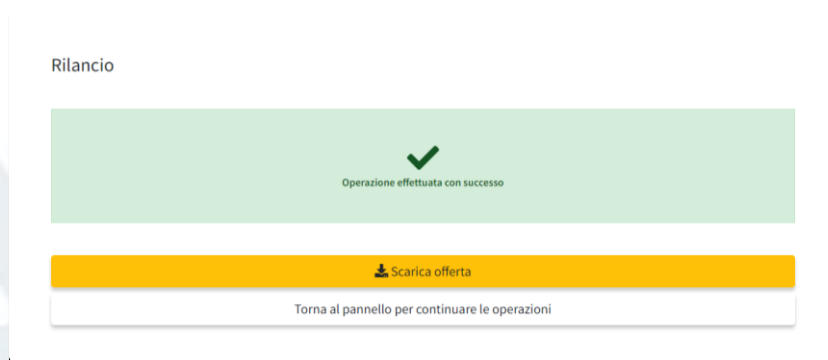 Rilancio
Operazione effettuata con successo
Scarica offerta
Torna al pannello per continuare le operazioni